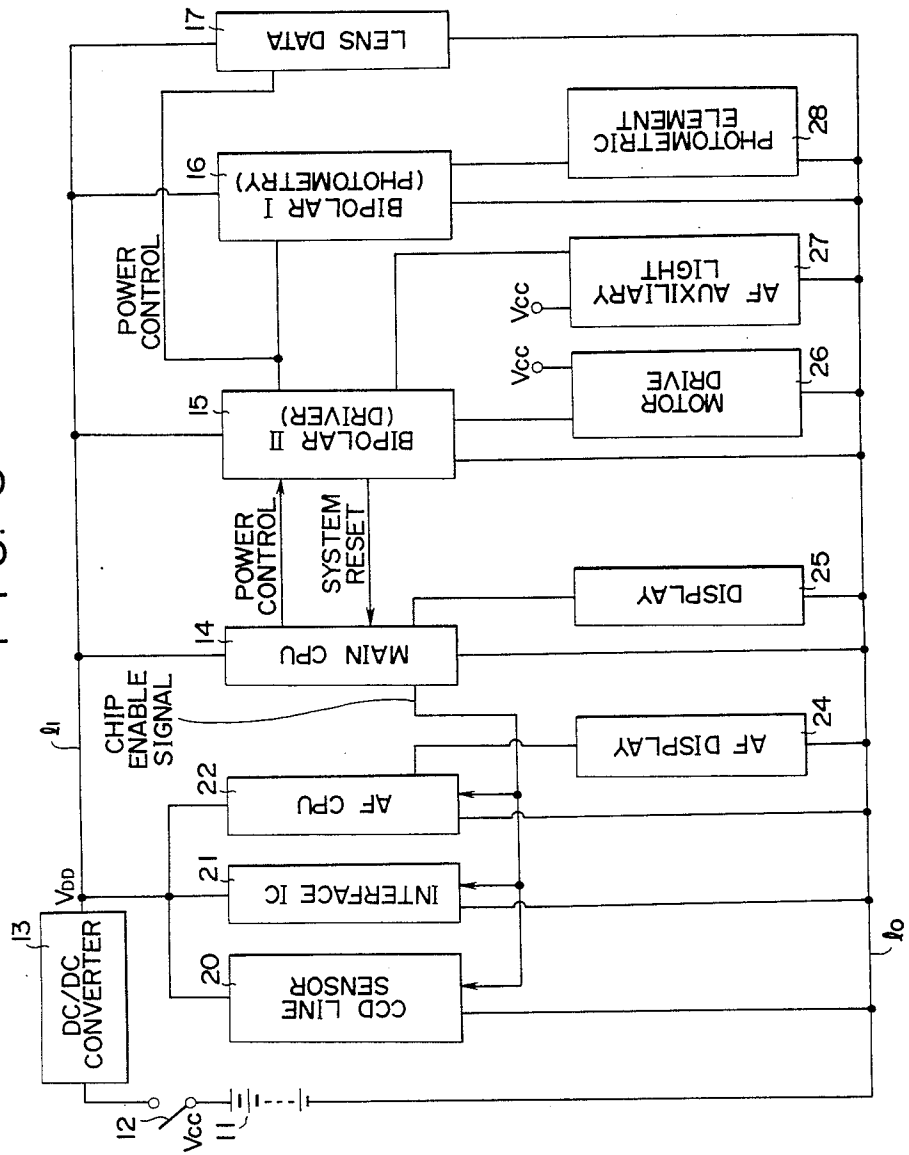 13
DC/DC
CONVERTER
VDD
ℓ1
12
VCC
11
20
CCD LINE
SENSOR
21
INTERFACE IC
22
AF CPU
CHIP
ENABLE
SIGNAL
14
MAIN CPU
POWER
CONTROL
SYSTEM
RESET
15
BIPOLAR II
(DRIVER)
POWER
CONTROL
16
BIPOLAR I
(PHOTOMETRY)
17
LENS DATA
24
AF DISPLAY
25
DISPLAY
VCC
MOTOR
DRIVE
26
VCC
AF AUXILIARY
LIGHT
27
PHOTOMETRIC
ELEMENT
28
ℓ0